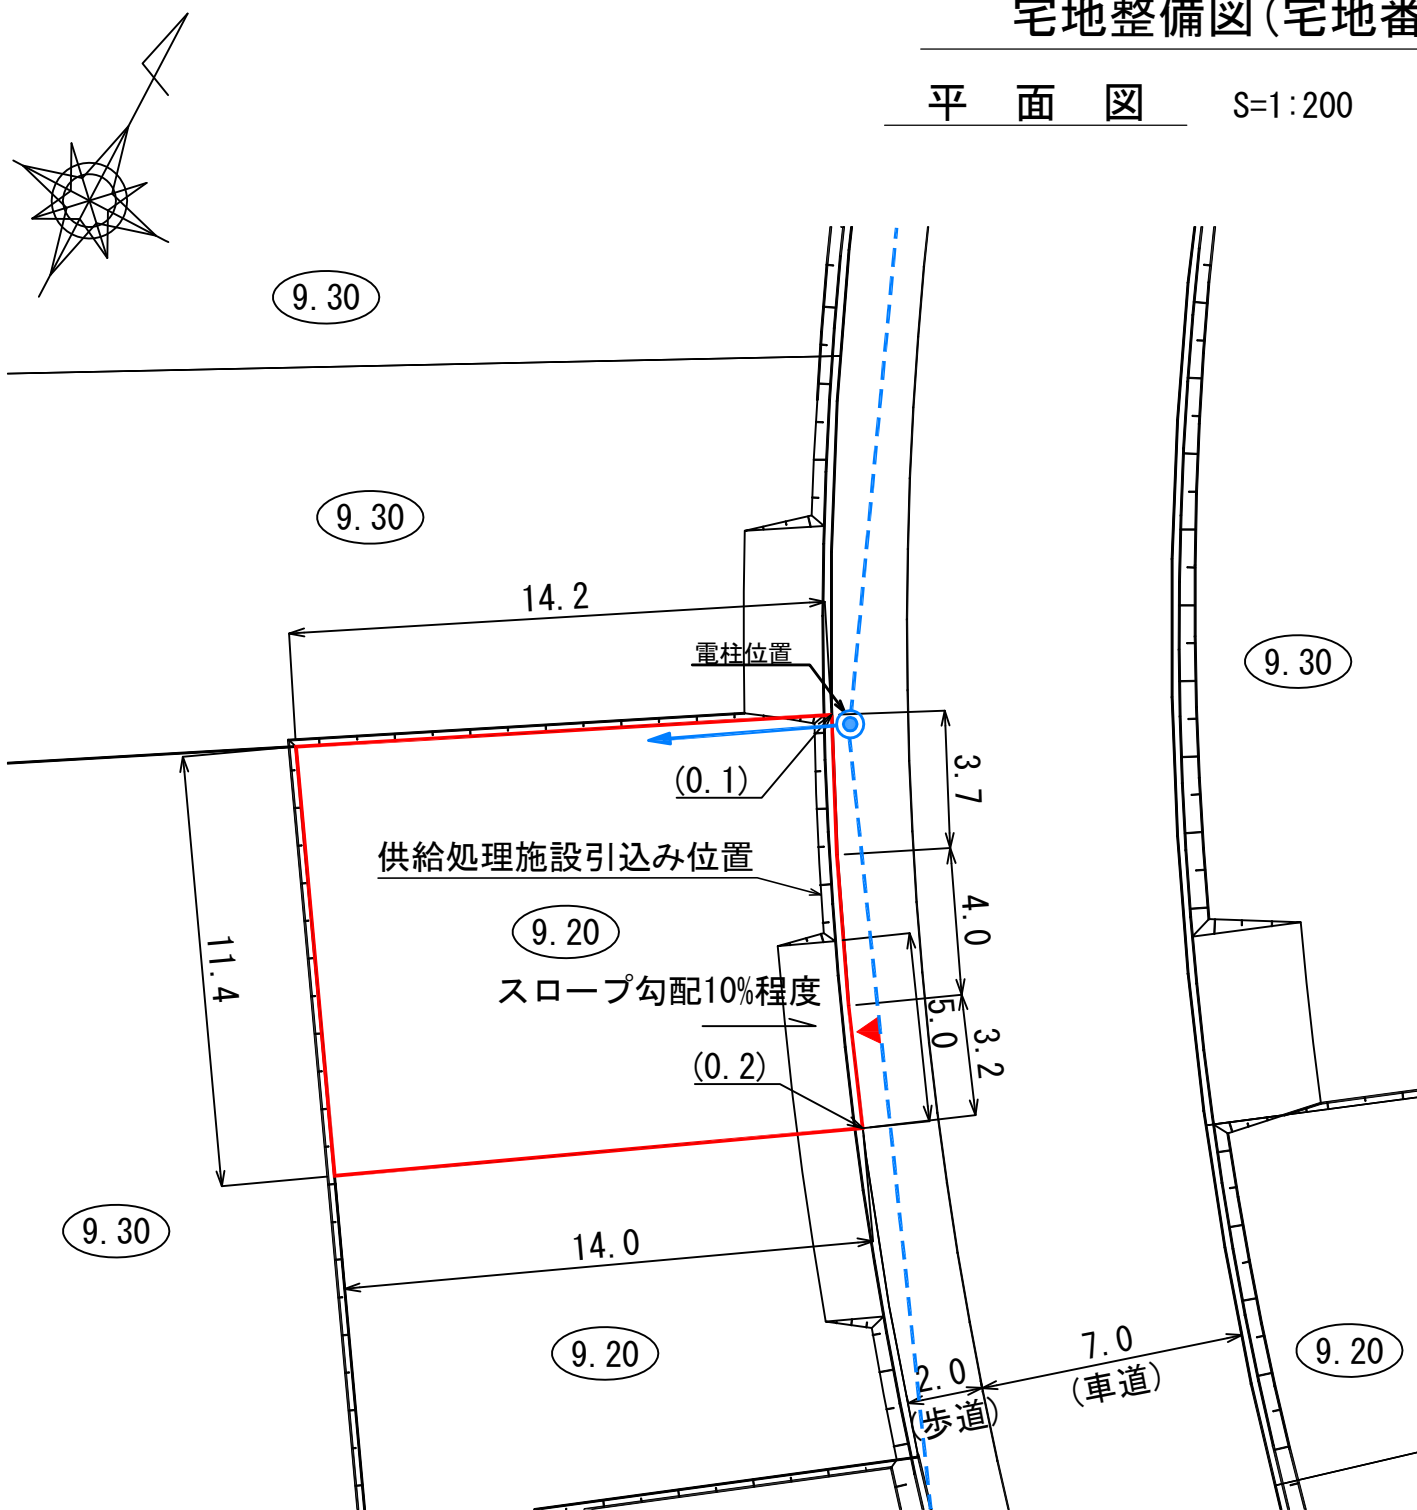 宅地整備図(宅地番
平 面 図 S=1:200
9.30
9.30
14.2
電柱位置
9.30
(0.1)
3.7
供給処理施設引込み位置
9.20
4.0
11.4
スロープ勾配10%程度
5.0
3.2
(0.2)
9.30
14.0
9.20
2.0
(歩道)
7.0
(車道)
9.20